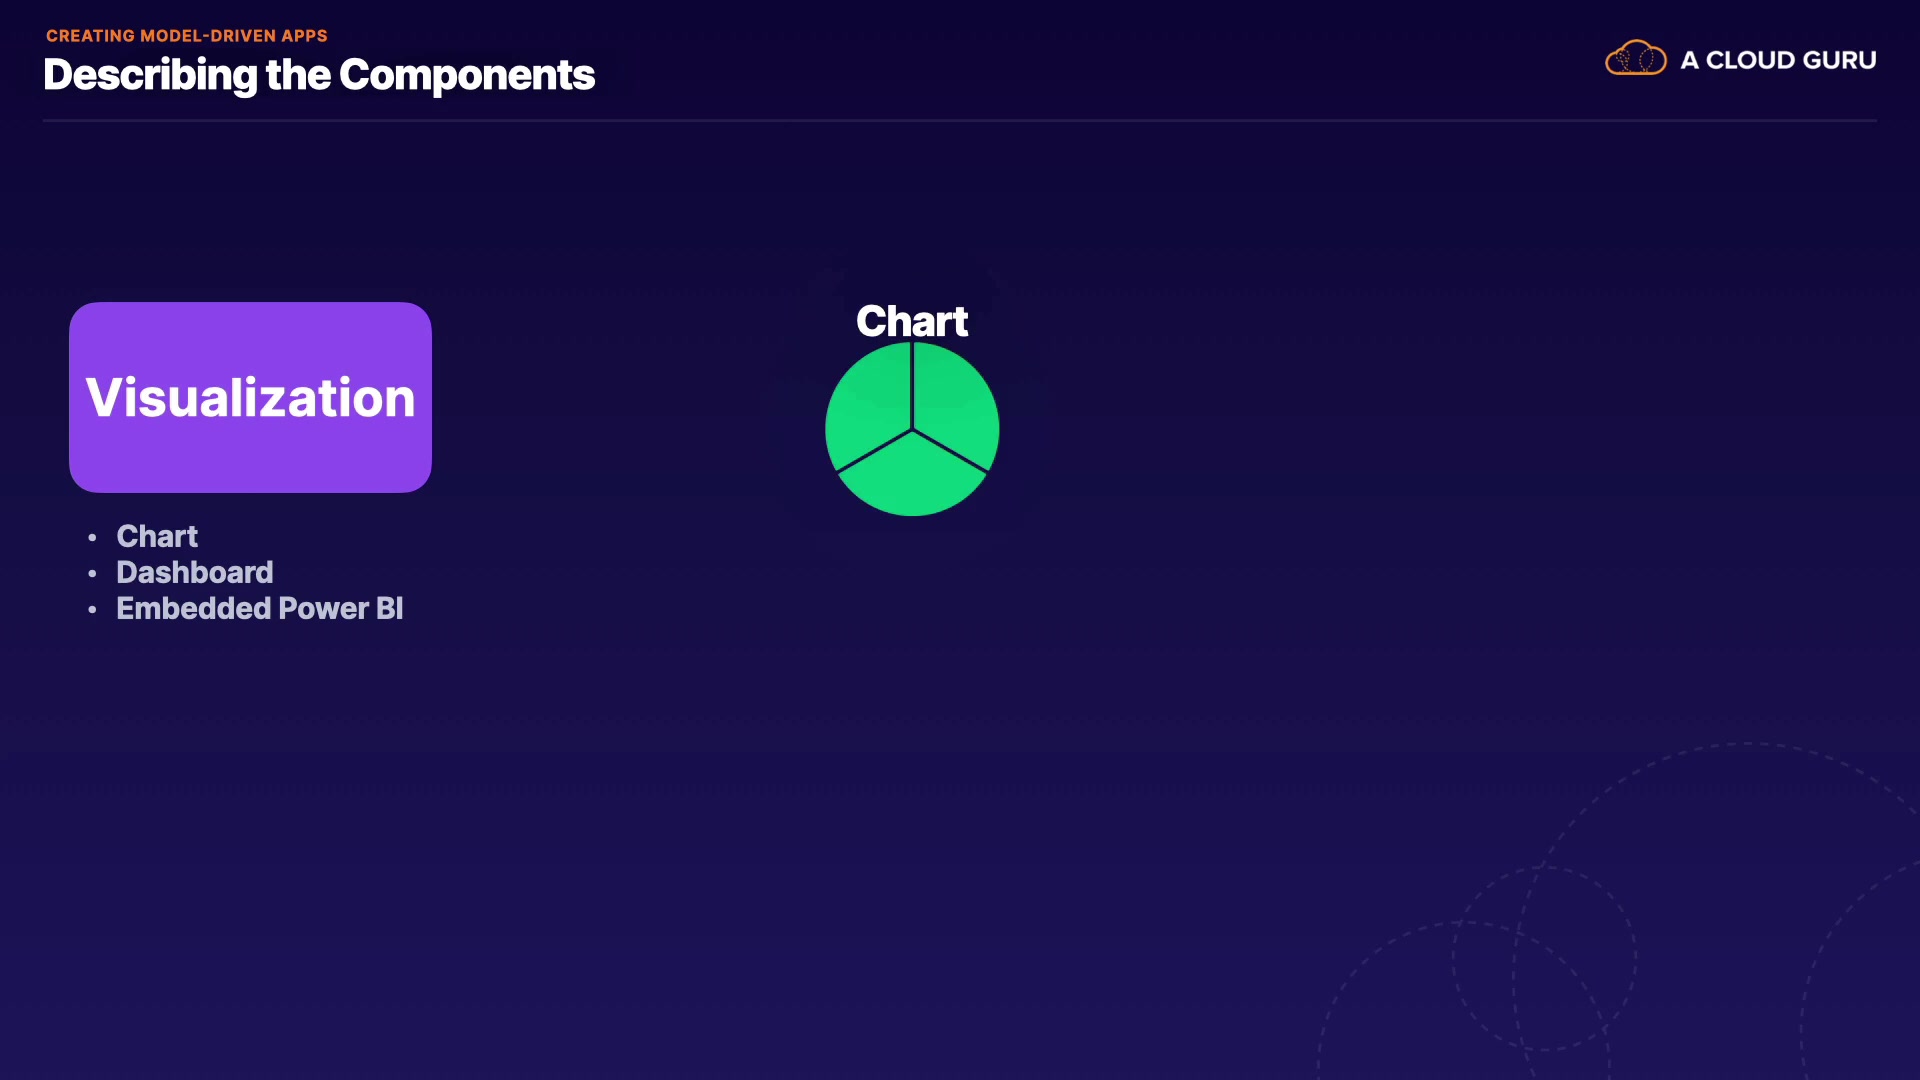 CREATING MODEL-DRIVEN APPS
Describing the Components
A CLOUD GURU
Visualization
• Chart
• Dashboard
• Embedded Power BI
Chart